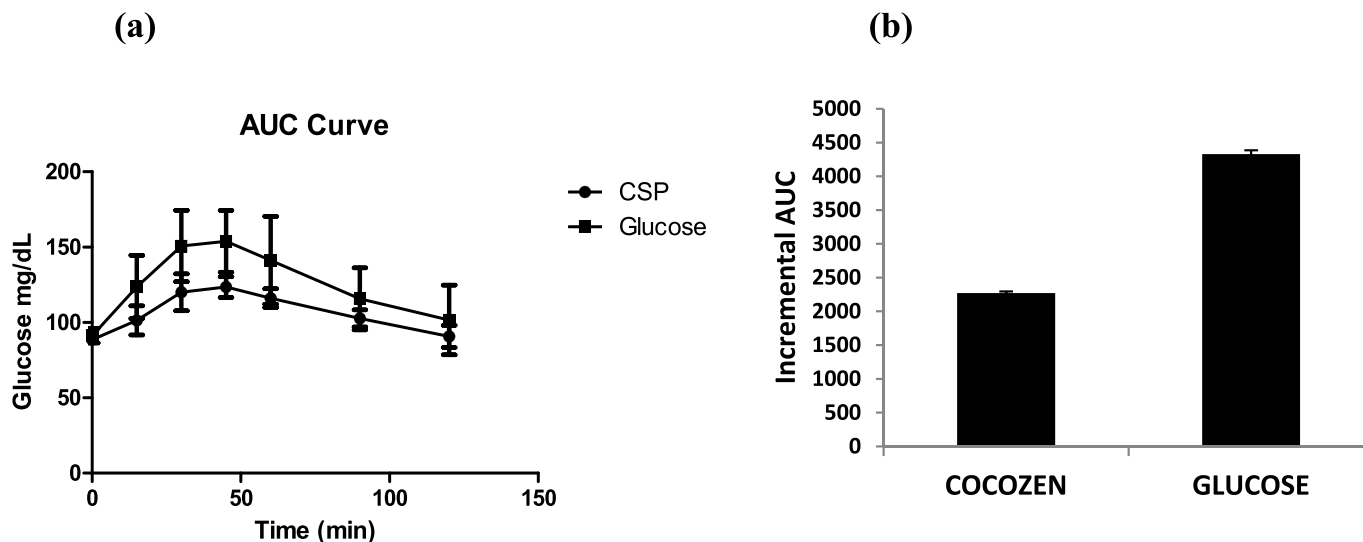 (a)
AUC Curve
200
150
100
50
0
Glucose mg/dL
0 50 100 150
Time (min)
CSP
Glucose
(b)
5000
4500
4000
3500
3000
2500
2000
1500
1000
500
0
Incremental AUC
COCOZEN GLUCOSE